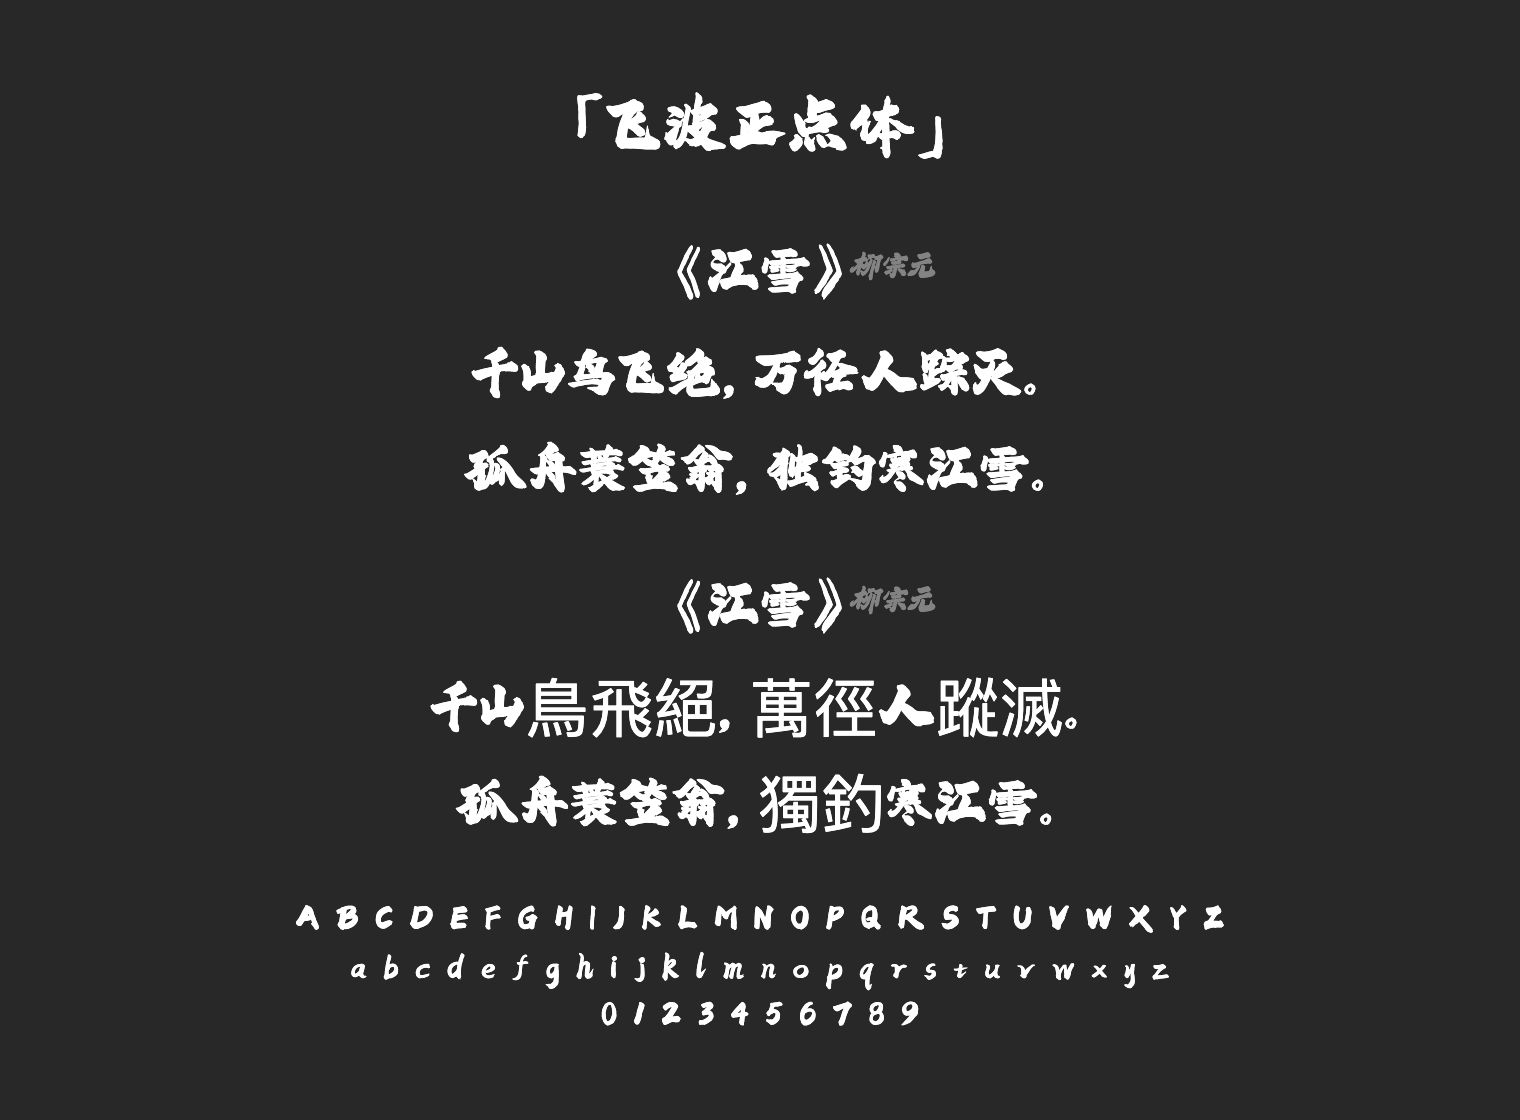 「飞波正点体」
《江雪》柳宗元
千山鸟飞绝，万径人踪灭。
孤舟蓑笠翁，独钓寒江雪。
《江雪》柳宗元
千山鳥飛絕，萬徑人蹤滅。
孤舟蓑笠翁，獨釣寒江雪。
A B C D E F G H I J K L M N O P Q R S T U V W X Y Z
a b c d e f g h i j k l m n o p q r s t u v w x y z
0 1 2 3 4 5 6 7 8 9